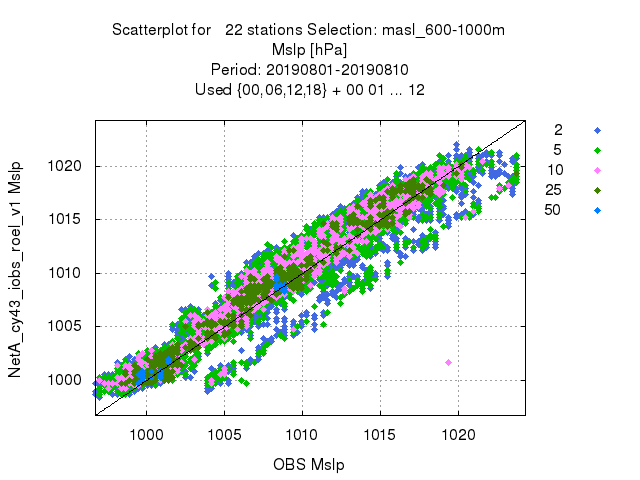 Scatterplot for 22 stations Selection: masl_600-1000m
Mslp [hPa]
Period: 20190801-20190810
Used {00,06,12,18} + 00 01 ... 12
2
5
10
25
50
NetA_cy43_iobs_roel_v1 Mslp
1020
1015
1010
1005
1000
1000 1005 1010 1015 1020
OBS Mslp